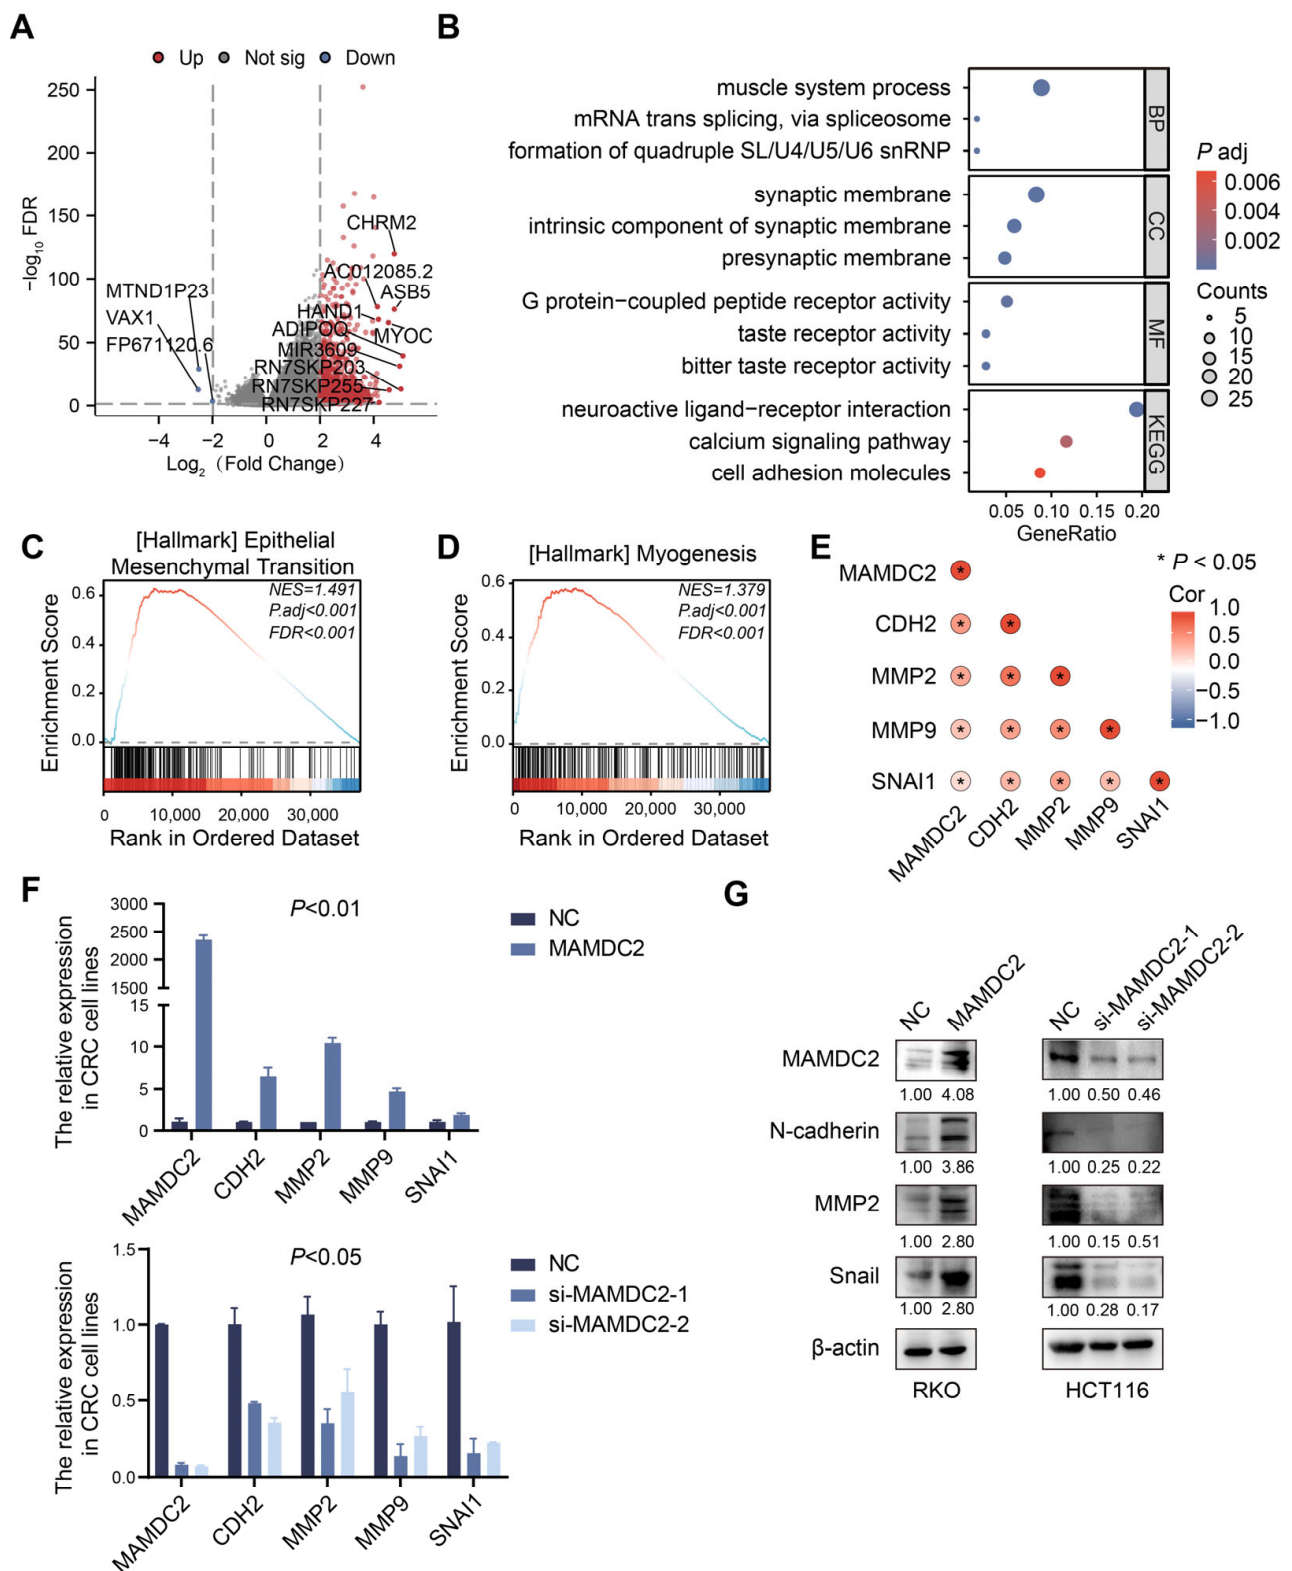 A
Up Not sig Down
250
200
150
100
50
0
−log10 FDR
CHRM2
AC012085.2
ASB5
HAND1
ADIPOQ
MYOC
MIR3609
RN7SKP203
RN7SKP255
RN7SKP227
MTND1P23
VAX1
FP671120.6
−4 −2 0 2 4
Log2（Fold Change）
B
muscle system process
mRNA trans splicing, via spliceosome
formation of quadruple SL/U4/U5/U6 snRNP
BP
synaptic membrane
intrinsic component of synaptic membrane
presynaptic membrane
CC
G protein−coupled peptide receptor activity
taste receptor activity
bitter taste receptor activity
MF
neuroactive ligand−receptor interaction
calcium signaling pathway
cell adhesion molecules
KEGG
0.05 0.10 0.15 0.20
GeneRatio
P adj
0.006
0.004
0.002
Counts
5
10
15
20
25
C
[Hallmark] Epithelial
Mesenchymal Transition
NES=1.491
P.adj<0.001
FDR<0.001
0.6
0.4
0.2
0.0
Enrichment Score
0 10,000 20,000 30,000
Rank in Ordered Dataset
D
[Hallmark] Myogenesis
NES=1.379
P.adj<0.001
FDR<0.001
0.6
0.4
0.2
0.0
Enrichment Score
0 10,000 20,000 30,000
Rank in Ordered Dataset
E
* P < 0.05
Cor
1.0
0.5
0.0
−0.5
−1.0
MAMDC2 *
CDH2 * *
MMP2 * * *
MMP9 * * * *
SNAI1 * * * * *
MAMDC2 CDH2 MMP2 MMP9 SNAI1
F
P<0.01
NC
MAMDC2
3000
2500
2000
1500
15
10
5
0
The relative expression
in CRC cell lines
MAMDC2 CDH2 MMP2 MMP9 SNAI1
P<0.05
NC
si-MAMDC2-1
si-MAMDC2-2
1.5
1.0
0.5
0.0
The relative expression
in CRC cell lines
MAMDC2 CDH2 MMP2 MMP9 SNAI1
G
NC MAMDC2 NC si-MAMDC2-1 si-MAMDC2-2
MAMDC2
1.00 4.08 1.00 0.50 0.46
N-cadherin
1.00 3.86 1.00 0.25 0.22
MMP2
1.00 2.80 1.00 0.15 0.51
Snail
1.00 2.80 1.00 0.28 0.17
β-actin
RKO HCT116